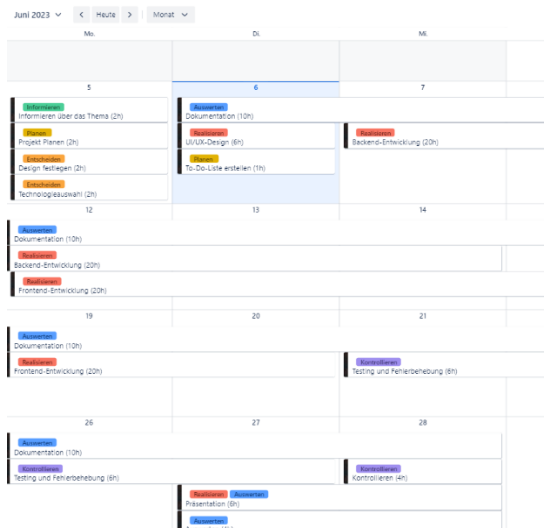 Juni 2023 Heute Monat
Mo. Di. Mi.
5 6 7
Informieren
Informieren über das Thema (2h)
Planen
Projekt Planen (2h)
Entscheiden
Design festlegen (2h)
Entscheiden
Technologieauswahl (2h)
Auswerten
Dokumentation (10h)
Realisieren
UI/UX-Design (6h)
Planen
To-Do-Liste erstellen (1h)
Realisieren
Backend-Entwicklung (20h)
12 13 14
Auswerten
Dokumentation (10h)
Realisieren
Backend-Entwicklung (20h)
Realisieren
Frontend-Entwicklung (20h)
19 20 21
Auswerten
Dokumentation (10h)
Realisieren
Frontend-Entwicklung (20h)
Kontrollieren
Testing und Fehlerbehebung (6h)
26 27 28
Auswerten
Dokumentation (10h)
Kontrollieren
Testing und Fehlerbehebung (6h)
Kontrollieren
Kontrollieren (4h)
Realisieren Auswerten
Präsentation (6h)
Auswerten